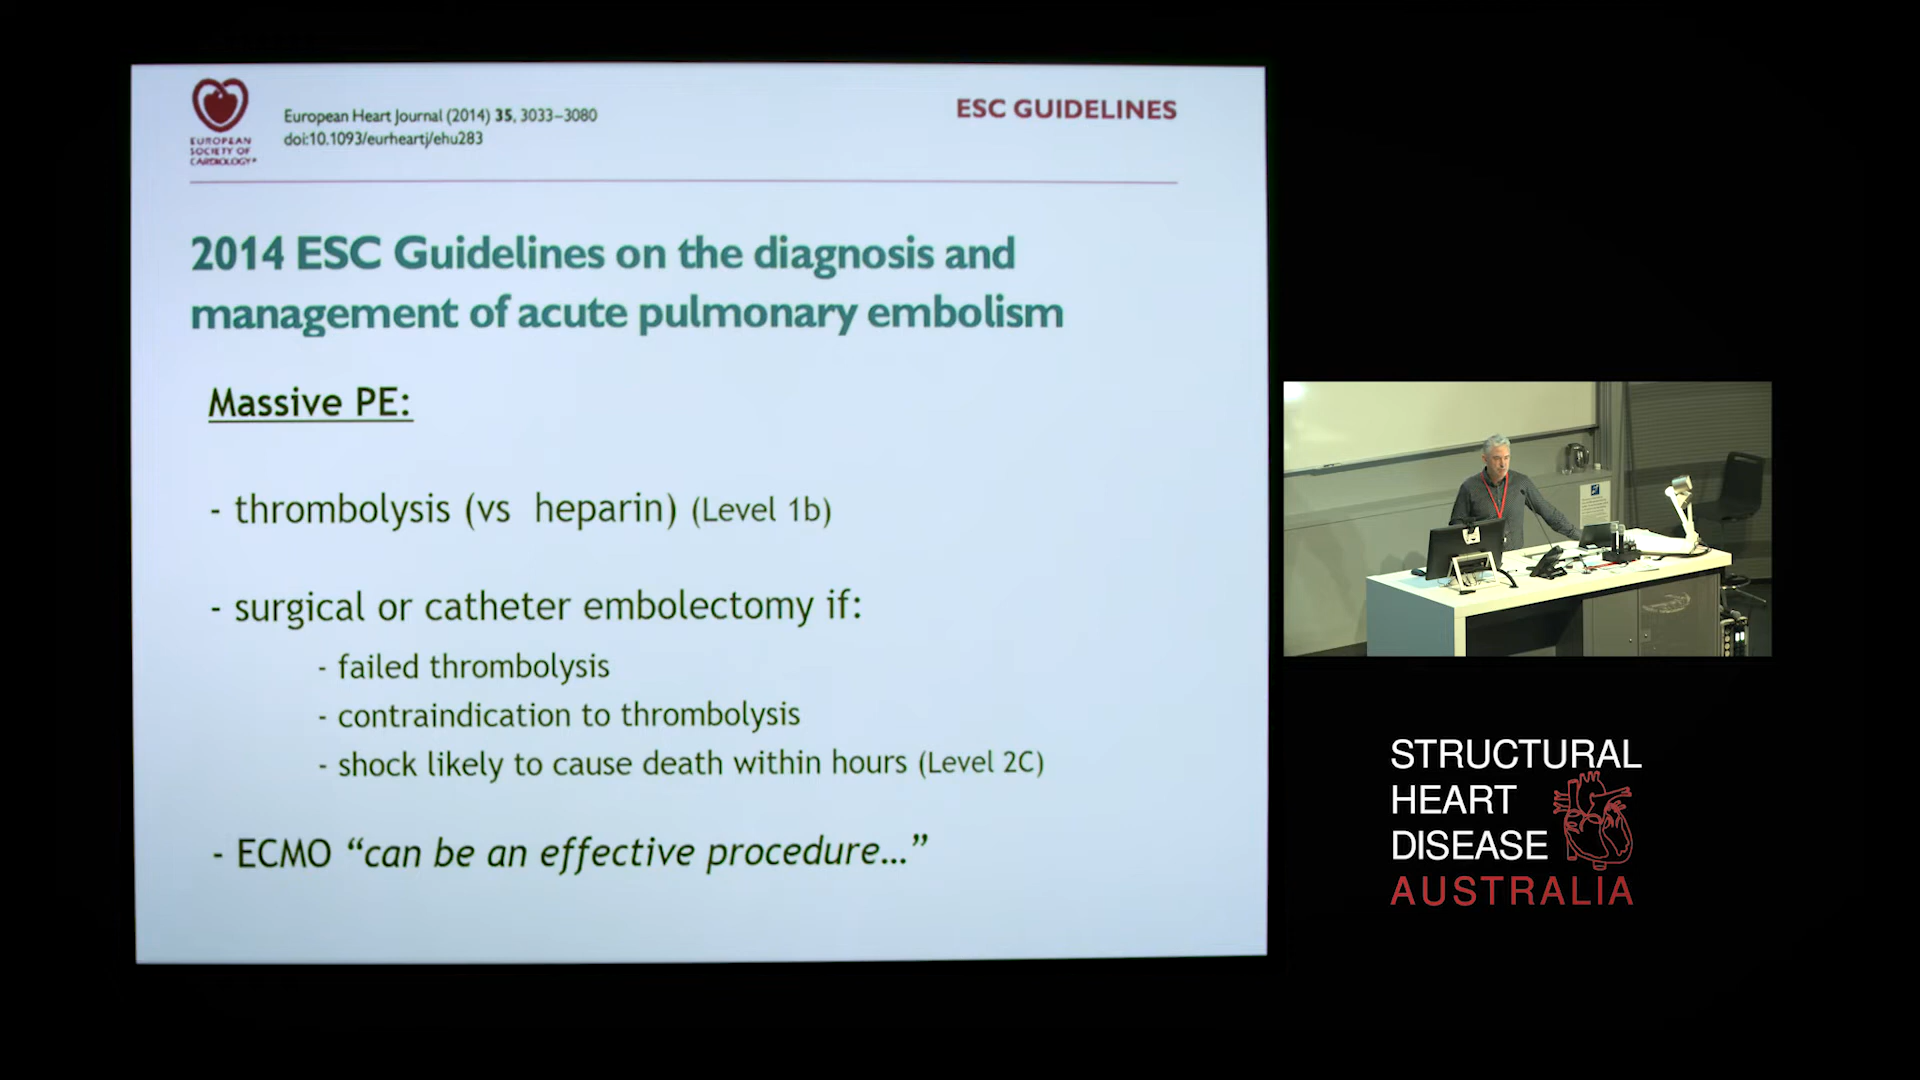 EUROPEAN
SOCIETY OF
CARDIOLOGY®
European Heart Journal (2014) 35, 3033–3080
doi:10.1093/eurheartj/ehu283
ESC GUIDELINES
2014 ESC Guidelines on the diagnosis and
management of acute pulmonary embolism
Massive PE:
- thrombolysis (vs heparin) (Level 1b)
- surgical or catheter embolectomy if:
- failed thrombolysis
- contraindication to thrombolysis
- shock likely to cause death within hours (Level 2C)
- ECMO “can be an effective procedure…”
STRUCTURAL
HEART
DISEASE
AUSTRALIA